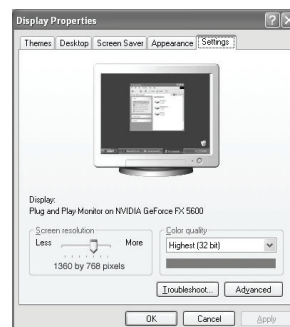 Display Properties
Themes Desktop Screen Saver Appearance Settings
Display:
Plug and Play Monitor on NVIDIA GeForce FX 5600
Screen resolution
Less More
1360 by 768 pixels
Color quality
Highest (32 bit)
Troubleshoot... Advanced
OK Cancel Apply